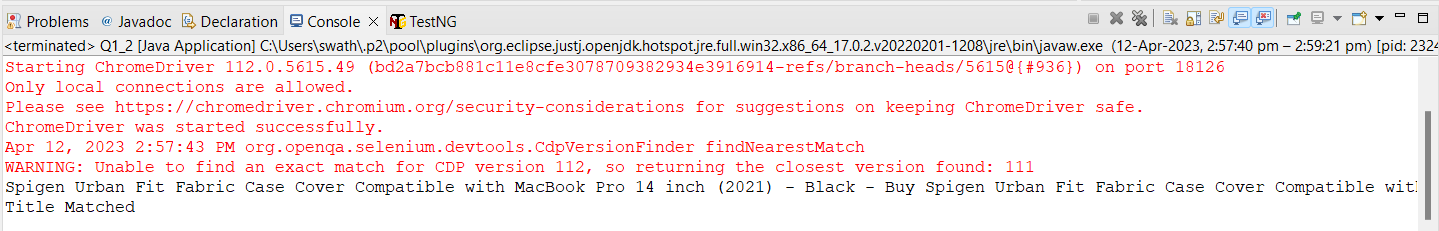 Problems @ Javadoc Declaration Console TestNG
<terminated> Q1_2 [Java Application] C:\Users\swath\.p2\pool\plugins\org.eclipse.justj.openjdk.hotspot.jre.full.win32.x86_64_17.0.2.v20220201-1208\jre\bin\javaw.exe (12-Apr-2023, 2:57:40 pm – 2:59:21 pm) [pid: 2324
Starting ChromeDriver 112.0.5615.49 (bd2a7bcb881c11e8cfe3078709382934e3916914-refs/branch-heads/5615@{#936}) on port 18126
Only local connections are allowed.
Please see https://chromedriver.chromium.org/security-considerations for suggestions on keeping ChromeDriver safe.
ChromeDriver was started successfully.
Apr 12, 2023 2:57:43 PM org.openqa.selenium.devtools.CdpVersionFinder findNearestMatch
WARNING: Unable to find an exact match for CDP version 112, so returning the closest version found: 111
Spigen Urban Fit Fabric Case Cover Compatible with MacBook Pro 14 inch (2021) - Black - Buy Spigen Urban Fit Fabric Case Cover Compatible wit
Title Matched